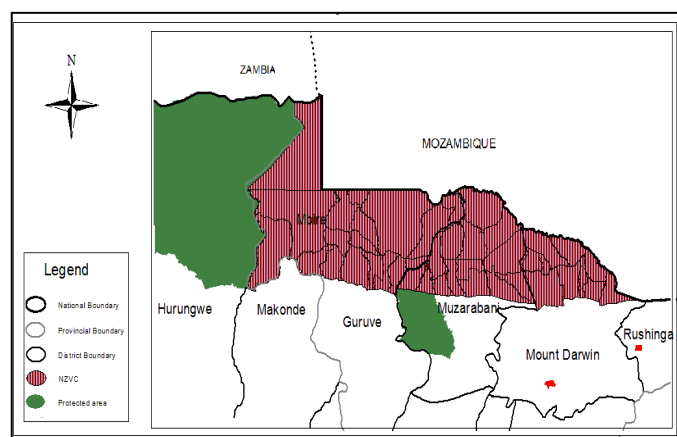 N
ZAMBIA
MOZAMBIQUE
Mbire
Legend
National Boundary
Provincial Boundary
District Boundary
NZVC
Protected area
Hurungwe
Makonde
Guruve
Muzarabani
Mount Darwin
Rushinga